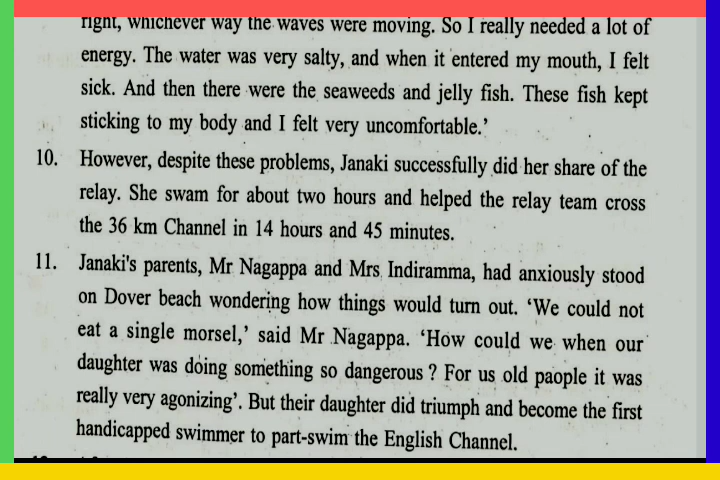 right, whichever way the waves were moving. So I really needed a lot of
energy. The water was very salty, and when it entered my mouth, I felt
sick. And then there were the seaweeds and jelly fish. These fish kept
sticking to my body and I felt very uncomfortable.’
10. However, despite these problems, Janaki successfully did her share of the
relay. She swam for about two hours and helped the relay team cross
the 36 km Channel in 14 hours and 45 minutes.
11. Janaki's parents, Mr Nagappa and Mrs Indiramma, had anxiously stood
on Dover beach wondering how things would turn out. ‘We could not
eat a single morsel,’ said Mr Nagappa. ‘How could we when our
daughter was doing something so dangerous ? For us old paople it was
really very agonizing’. But their daughter did triumph and become the first
handicapped swimmer to part-swim the English Channel.